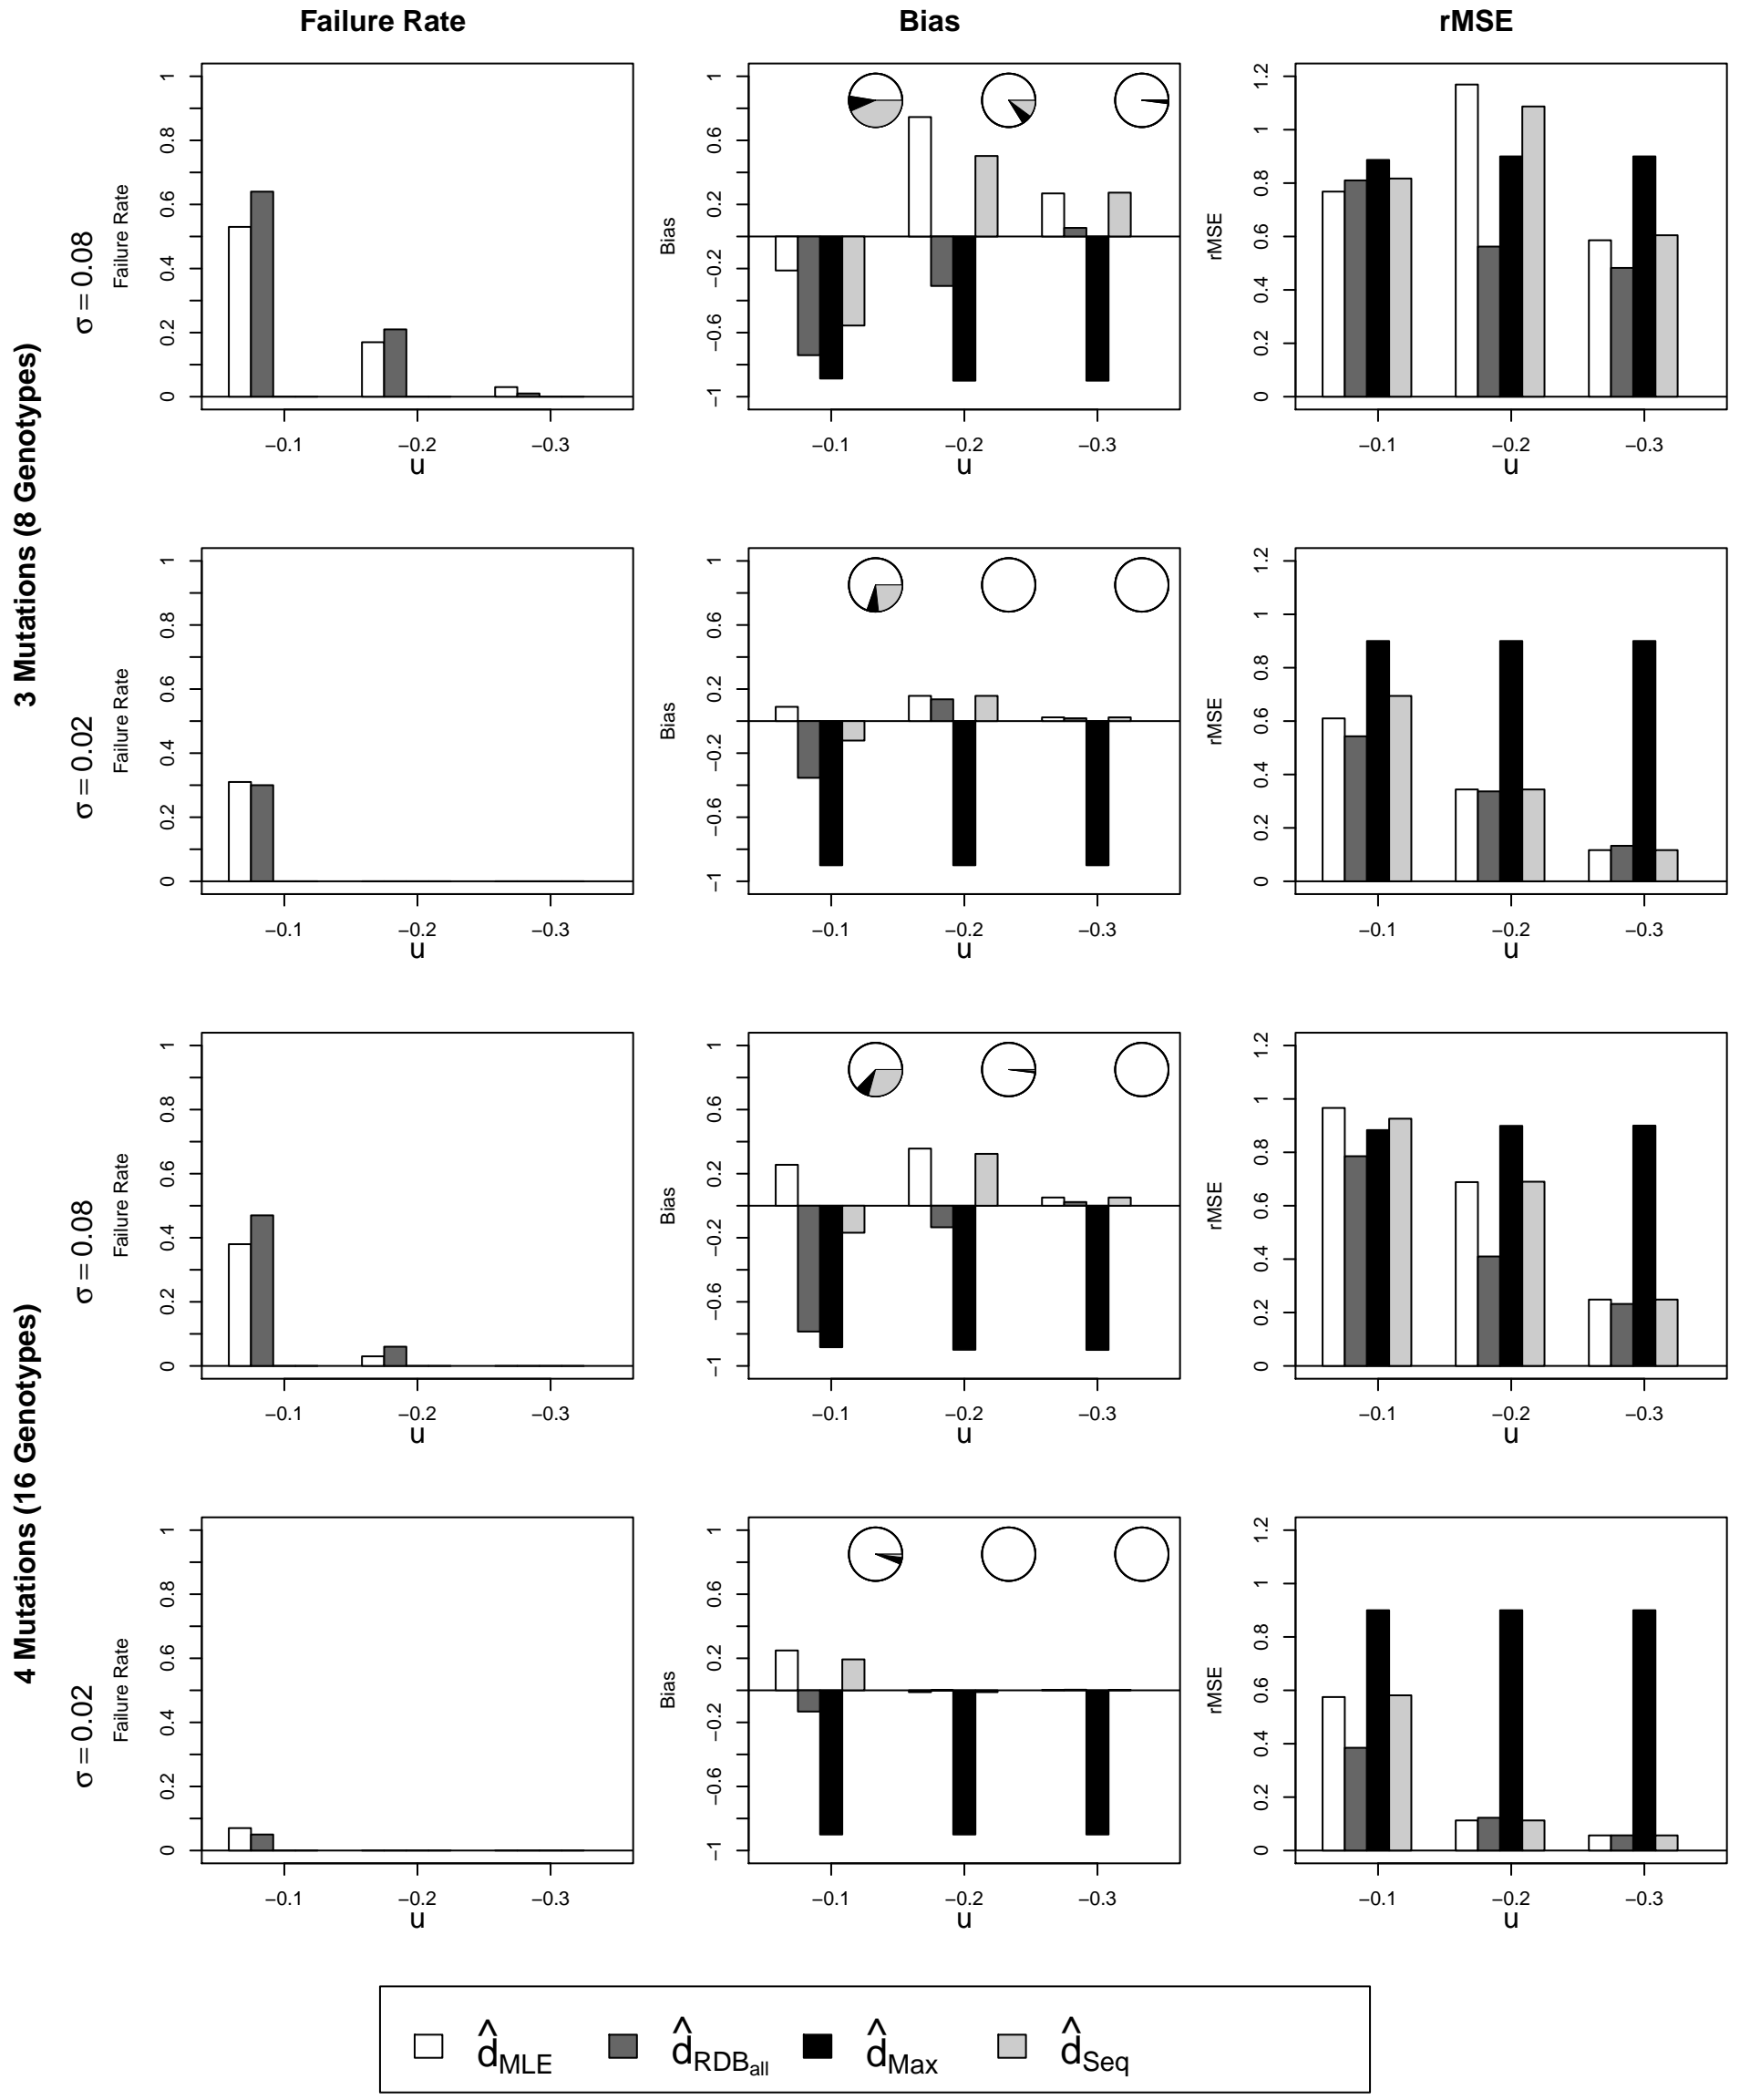 Failure Rate Bias rMSE
3 Mutations (8 Genotypes)
σ = 0.08
Failure Rate
0 0.2 0.4 0.6 0.8 1
−0.1 −0.2 −0.3
u
Bias
−1 −0.6 −0.2 0.2 0.6 1
−0.1 −0.2 −0.3
u
rMSE
0 0.2 0.4 0.6 0.8 1 1.2
−0.1 −0.2 −0.3
u
σ = 0.02
Failure Rate
0 0.2 0.4 0.6 0.8 1
−0.1 −0.2 −0.3
u
Bias
−1 −0.6 −0.2 0.2 0.6 1
−0.1 −0.2 −0.3
u
rMSE
0 0.2 0.4 0.6 0.8 1 1.2
−0.1 −0.2 −0.3
u
4 Mutations (16 Genotypes)
σ = 0.08
Failure Rate
0 0.2 0.4 0.6 0.8 1
−0.1 −0.2 −0.3
u
Bias
−1 −0.6 −0.2 0.2 0.6 1
−0.1 −0.2 −0.3
u
rMSE
0 0.2 0.4 0.6 0.8 1 1.2
−0.1 −0.2 −0.3
u
σ = 0.02
Failure Rate
0 0.2 0.4 0.6 0.8 1
−0.1 −0.2 −0.3
u
Bias
−1 −0.6 −0.2 0.2 0.6 1
−0.1 −0.2 −0.3
u
rMSE
0 0.2 0.4 0.6 0.8 1 1.2
−0.1 −0.2 −0.3
u
d̂MLE d̂RDBall d̂Max d̂Seq